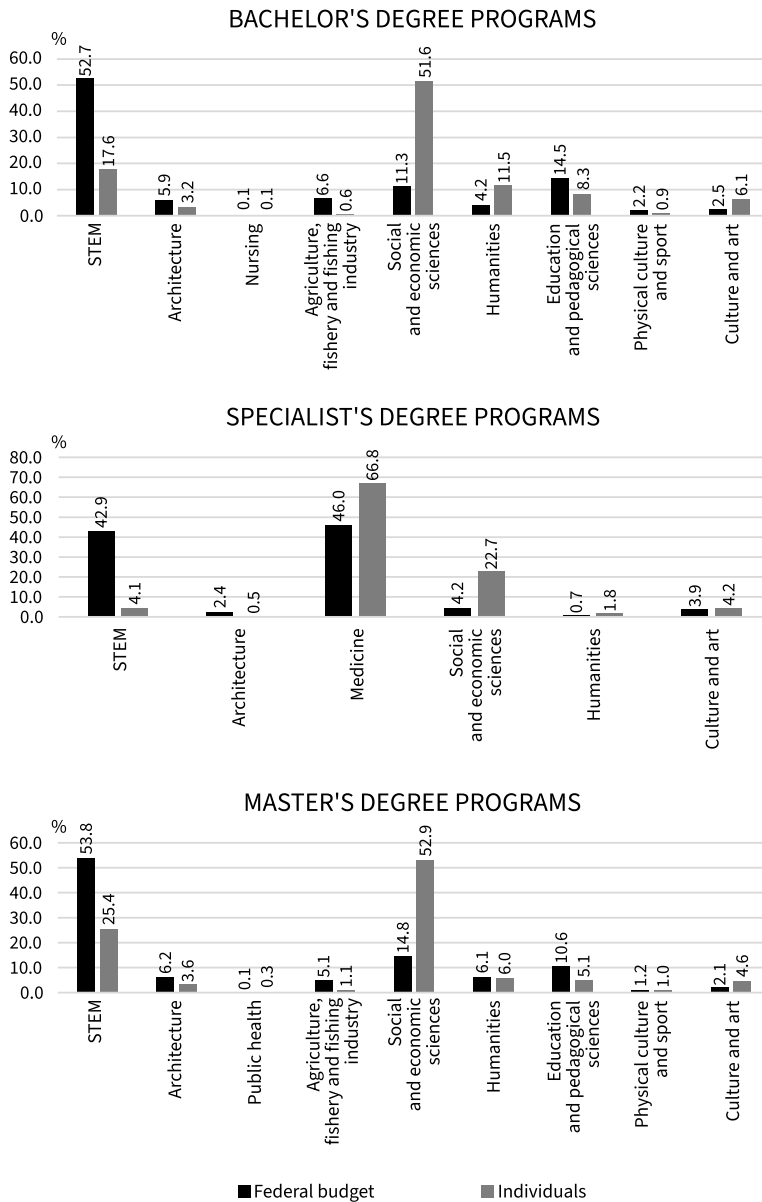 BACHELOR'S DEGREE PROGRAMS
%
60.0
50.0
40.0
30.0
20.0
10.0
0.0
52.7
17.6
5.9
3.2
0.1
0.1
6.6
0.6
11.3
51.6
4.2
11.5
14.5
8.3
2.2
0.9
2.5
6.1
STEM
Architecture
Nursing
Agriculture,
fishery and fishing
industry
Social
and economic
sciences
Humanities
Education
and pedagogical
sciences
Physical culture
and sport
Culture and art
SPECIALIST'S DEGREE PROGRAMS
%
80.0
70.0
60.0
50.0
40.0
30.0
20.0
10.0
0.0
42.9
4.1
2.4
0.5
46.0
66.8
4.2
22.7
0.7
1.8
3.9
4.2
STEM
Architecture
Medicine
Social
and economic
sciences
Humanities
Culture and art
MASTER'S DEGREE PROGRAMS
%
60.0
50.0
40.0
30.0
20.0
10.0
0.0
53.8
25.4
6.2
3.6
0.1
0.3
5.1
1.1
14.8
52.9
6.1
6.0
10.6
5.1
1.2
1.0
2.1
4.6
STEM
Architecture
Public health
Agriculture,
fishery and fishing
industry
Social
and economic
sciences
Humanities
Education
and pedagogical
sciences
Physical culture
and sport
Culture and art
Federal budget
Individuals